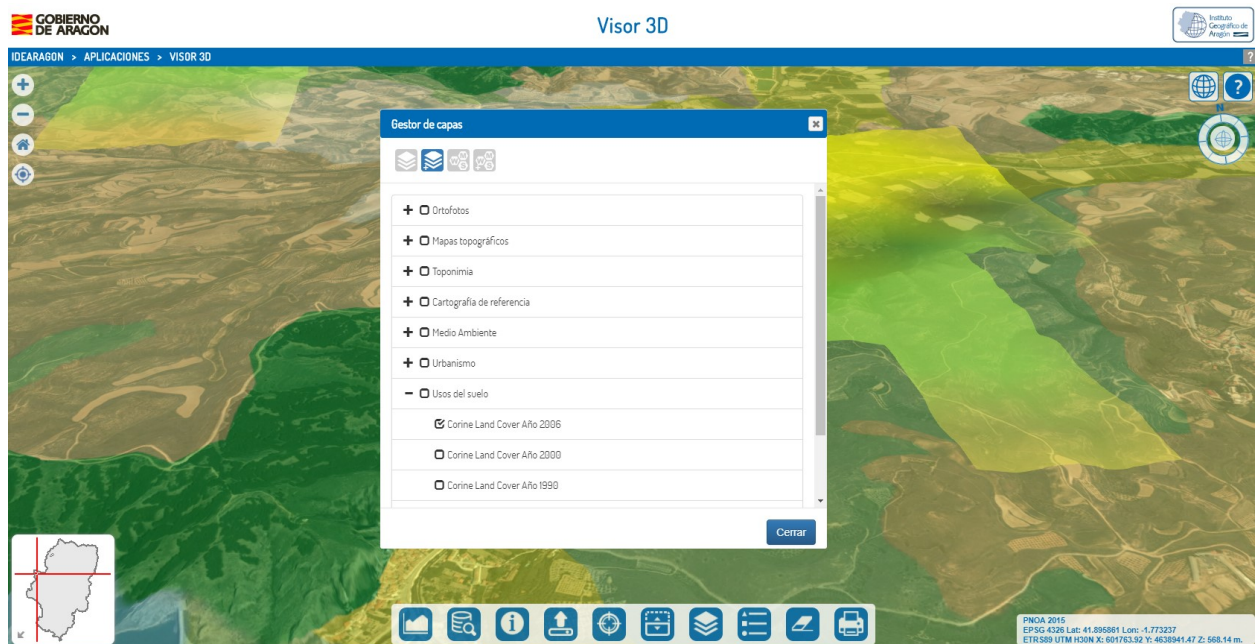 GOBIERNO
DE ARAGON
Visor 3D
Instituto
Geográfico de
Aragón
IDEARAGON > APLICACIONES > VISOR 3D
?
?
N
Gestor de capas
Ortofotos
Mapas topográficos
Toponimia
Cartografía de referencia
Medio Ambiente
Urbanismo
Usos del suelo
Corine Land Cover Año 2006
Corine Land Cover Año 2000
Corine Land Cover Año 1990
Cerrar
PNOA 2015
EPSG 4326 Lat: 41.895861 Lon: -1.773237
ETRS89 UTM H30N X: 601763.92 Y: 4638941.47 Z: 568.14 m.